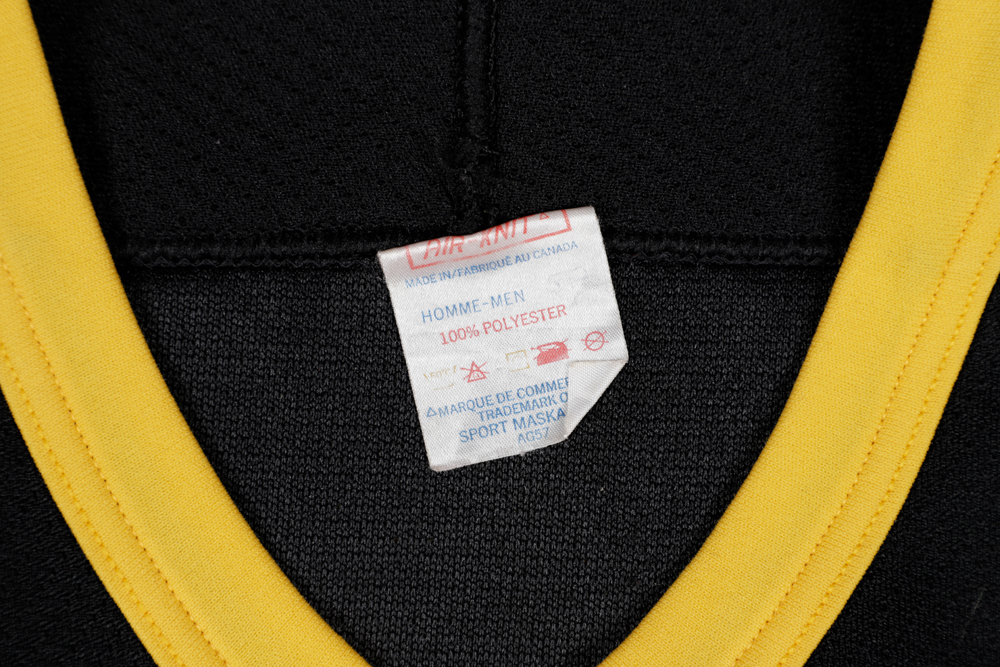 AIR-KNIT
MADE IN/FABRIQUÉ AU CANADA
HOMME-MEN
100% POLYESTER
MARQUE DE COMMER
TRADEMARK O
SPORT MASKA
AG57